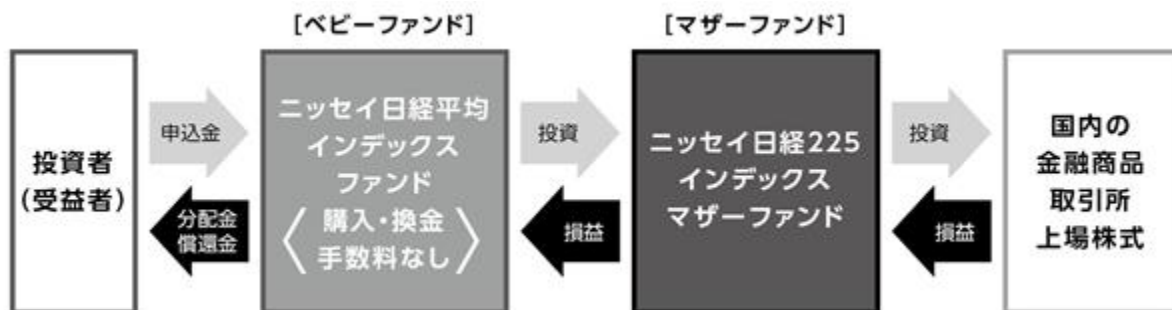 [ベビーファンド]
[マザーファンド]
投資者
(受益者)
申込金
分配金
償還金
ニッセイ日経平均
インデックス
ファンド
〈購入・換金
手数料なし〉
投資
損益
ニッセイ日経225
インデックス
マザーファンド
投資
損益
国内の
金融商品
取引所
上場株式